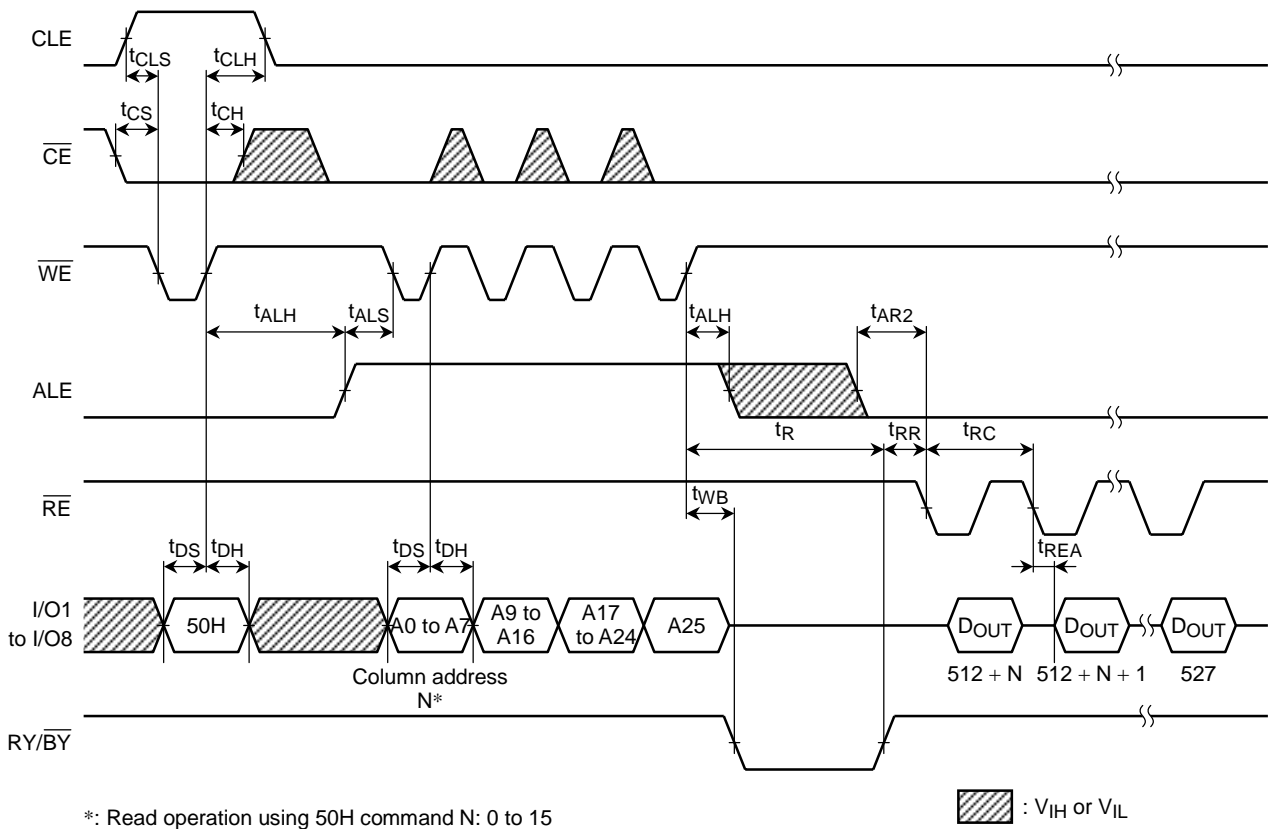 CLE
tCLS
tCLH
tCS
tCH
CE
WE
tALH
tALS
tALH
tAR2
ALE
tR
tRR
tRC
RE
tWB
tDS
tDH
tDS
tDH
tREA
I/O1
to I/O8
50H
A0 to A7
A9 to
A16
A17
to A24
A25
DOUT
DOUT
DOUT
Column address
N*
512 + N
512 + N + 1
527
RY/BY
*: Read operation using 50H command N: 0 to 15
: VIH or VIL